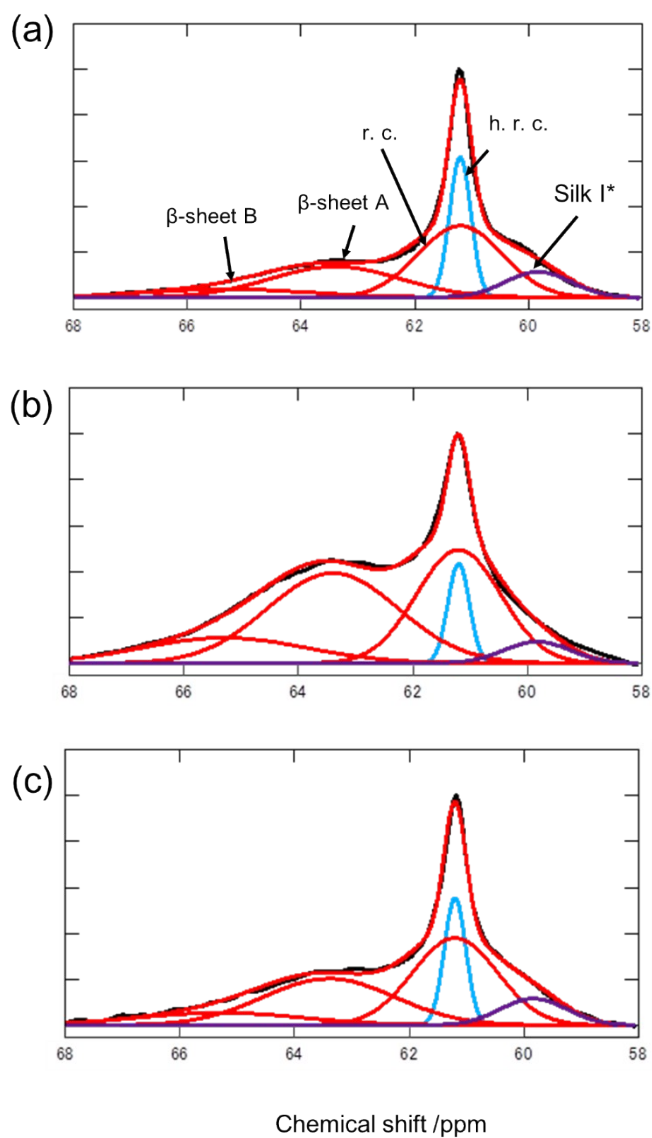 (a)
r. c.
h. r. c.
β-sheet B
β-sheet A
Silk I*
68 66 64 62 60 58
(b)
68 66 64 62 60 58
(c)
68 66 64 62 60 58
Chemical shift /ppm